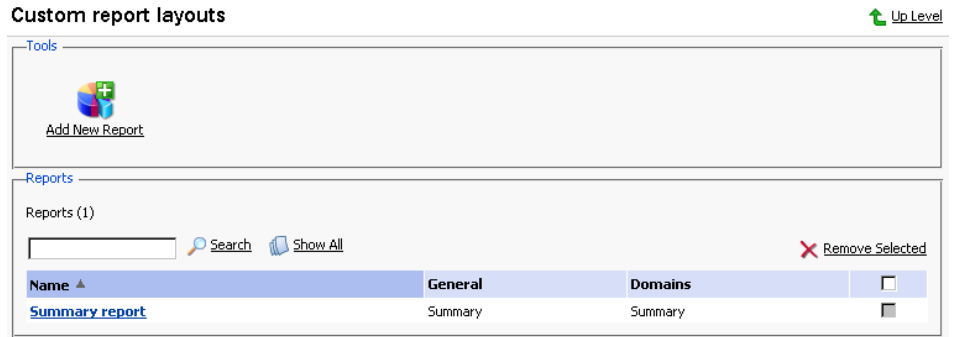 Custom report layouts Up Level
Tools
Add New Report
Reports
Reports (1)
Search Show All Remove Selected
Name General Domains
Summary report Summary Summary